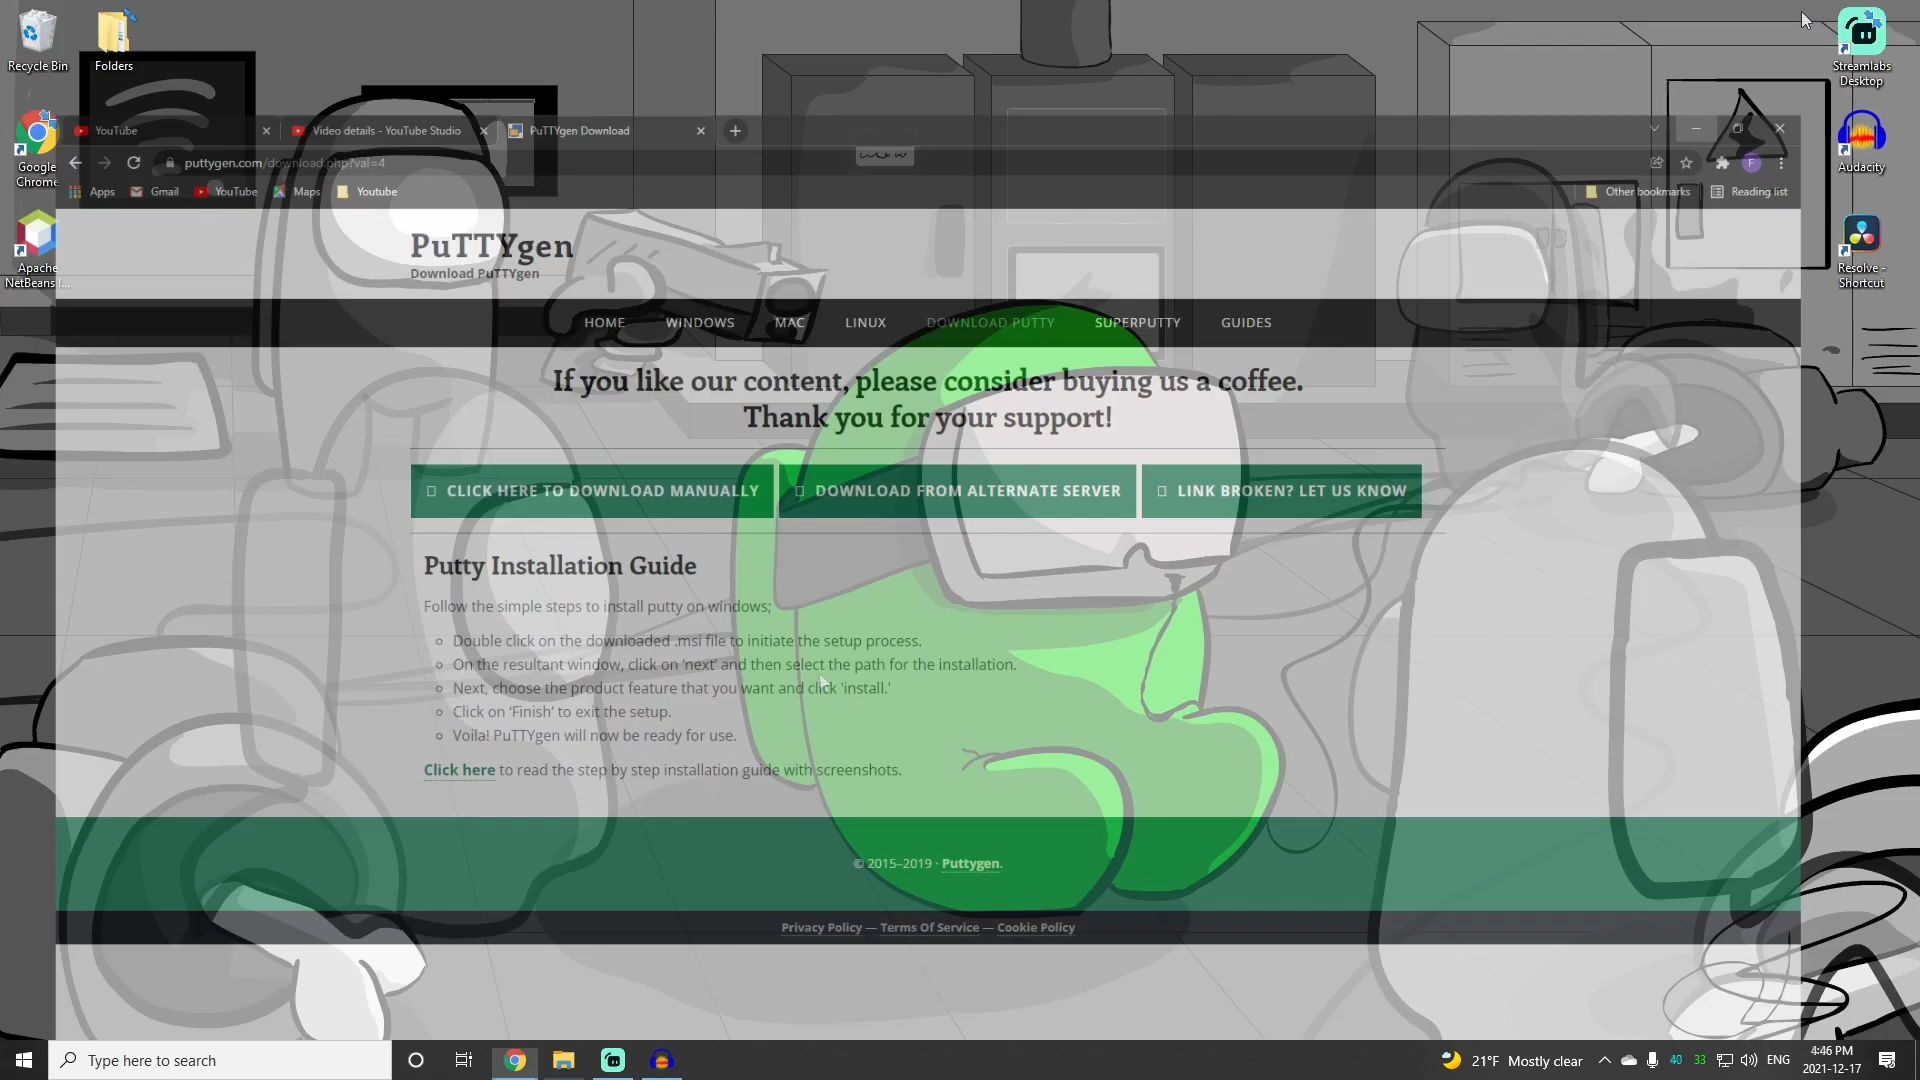 Recycle Bin
Folders
Streamlabs Desktop
Google Chrome
Audacity
Apache NetBeans I...
Resolve - Shortcut
YouTube
Video details - YouTube Studio
PuTTYgen Download
puttygen.com/download.php?val=4
F
Apps
Gmail
YouTube
Maps
Youtube
Other bookmarks
Reading list
PuTTYgen
Download PuTTYgen
HOME WINDOWS MAC LINUX DOWNLOAD PUTTY SUPERPUTTY GUIDES
If you like our content, please consider buying us a coffee.
Thank you for your support!
CLICK HERE TO DOWNLOAD MANUALLY
DOWNLOAD FROM ALTERNATE SERVER
LINK BROKEN? LET US KNOW
Putty Installation Guide
Follow the simple steps to install putty on windows;
Double click on the downloaded .msi file to initiate the setup process.
On the resultant window, click on ‘next’ and then select the path for the installation.
Next, choose the product feature that you want and click 'install.'
Click on ‘Finish’ to exit the setup.
Voila! PuTTYgen will now be ready for use.
Click here to read the step by step installation guide with screenshots.
© 2015–2019 · Puttygen.
Privacy Policy — Terms Of Service — Cookie Policy
Type here to search
21°F Mostly clear
40
33
ENG
4:46 PM
2021-12-17